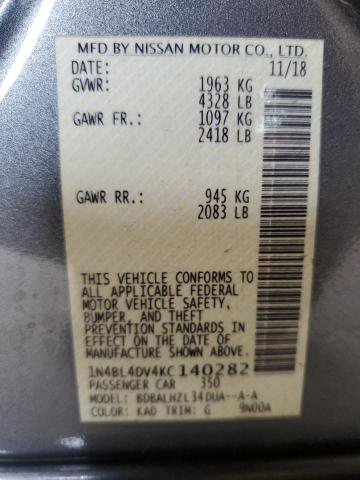 MFD BY NISSAN MOTOR CO., LTD.
DATE: 11/18
GVWR: 1963 KG
4328 LB
GAWR FR.: 1097 KG
2418 LB
GAWR RR.: 945 KG
2083 LB
THIS VEHICLE CONFORMS TO
ALL APPLICABLE FEDERAL
MOTOR VEHICLE SAFETY,
BUMPER, AND THEFT
PREVENTION STANDARDS IN
EFFECT ON THE DATE OF
MANUFACTURE SHOWN ABOVE.
1N4BL4DV4KC140282
PASSENGER CAR 350
MODEL: BDBALHZL34DUA--A-A
COLOR: KAD TRIM: G 9N00A